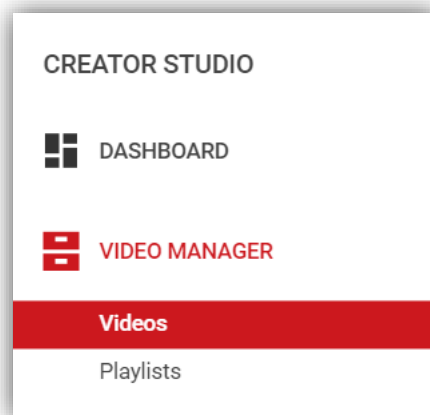 CREATOR STUDIO
DASHBOARD
VIDEO MANAGER
Videos
Playlists